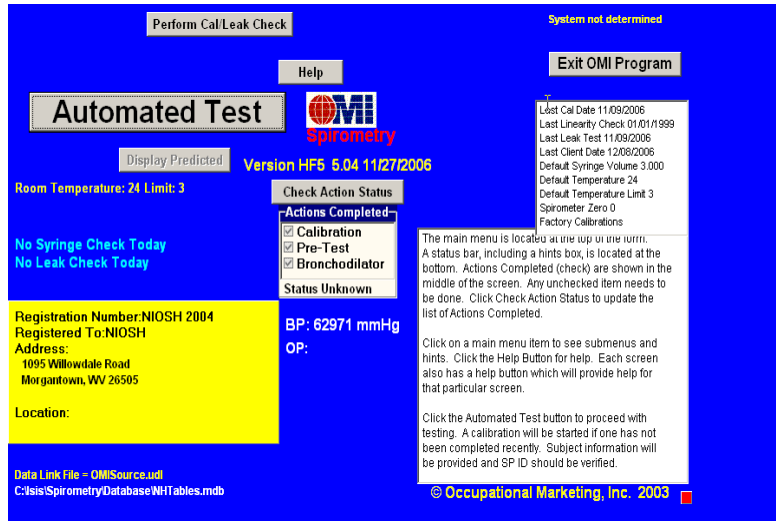 Perform Cal/Leak Check
System not determined
Exit OMI Program
Help
Automated Test
OMI
Spirometry
Display Predicted
Version HF5 5.04 11/27/2006
Room Temperature: 24 Limit: 3
Check Action Status
Actions Completed
Calibration
Pre-Test
Bronchodilator
Status Unknown
No Syringe Check Today
No Leak Check Today
Last Cal Date 11/09/2006
Last Linearity Check 01/01/1999
Last Leak Test 11/09/2006
Last Client Date 12/08/2006
Default Syringe Volume 3.000
Default Temperature 24
Default Temperature Limit 3
Spirometer Zero 0
Factory Calibrations
The main menu is located at the top of the form.
A status bar, including a hints box, is located at the
bottom. Actions Completed (check) are shown in the
middle of the screen. Any unchecked item needs to
be done. Click Check Action Status to update the
list of Actions Completed.
Click on a main menu item to see submenus and
hints. Click the Help Button for help. Each screen
also has a help button which will provide help for
that particular screen.
Click the Automated Test button to proceed with
testing. A calibration will be started if one has not
been completed recently. Subject information will
be provided and SP ID should be verified.
Registration Number:NIOSH 2004
Registered To:NIOSH
Address:
1095 Willowdale Road
Morgantown, WV 26505
Location:
BP: 62971 mmHg
OP:
Data Link File = OMISource.udl
C:\Isis\Spirometry\Database\NHTables.mdb
© Occupational Marketing, Inc. 2003